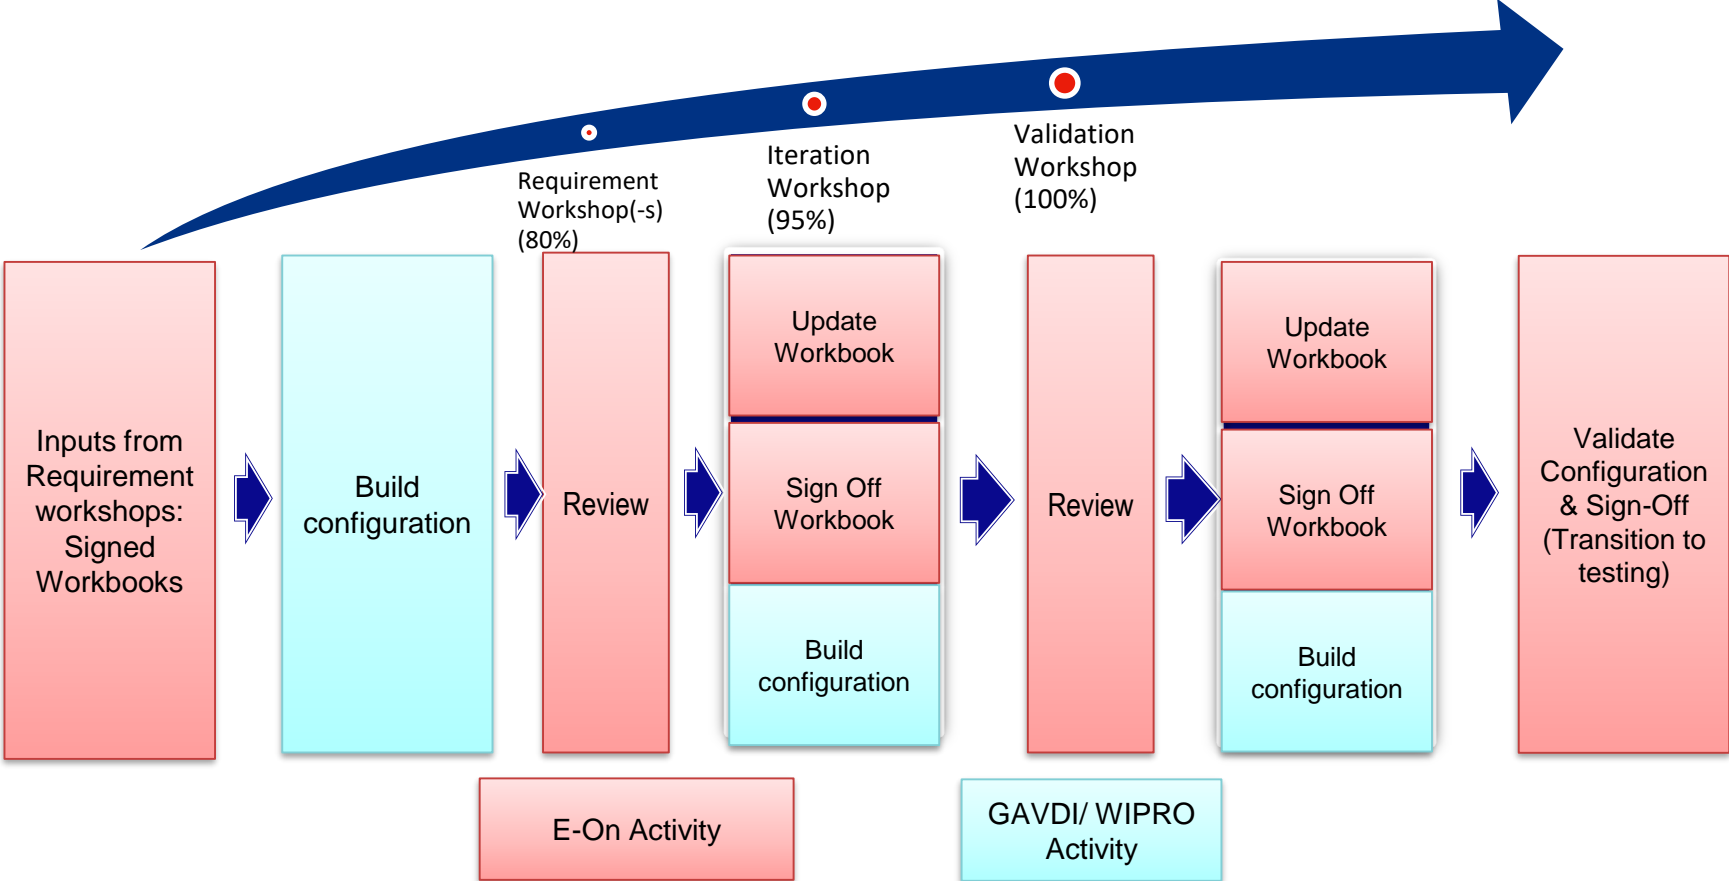 Requirement
Workshop(-s)
(80%)
Iteration
Workshop
(95%)
Validation
Workshop
(100%)
Inputs from
Requirement
workshops:
Signed
Workbooks
Build
configuration
Review
Update
Workbook
Sign Off
Workbook
Build
configuration
Review
Update
Workbook
Sign Off
Workbook
Build
configuration
Validate
Configuration
& Sign-Off
(Transition to
testing)
E-On Activity
GAVDI/ WIPRO
Activity